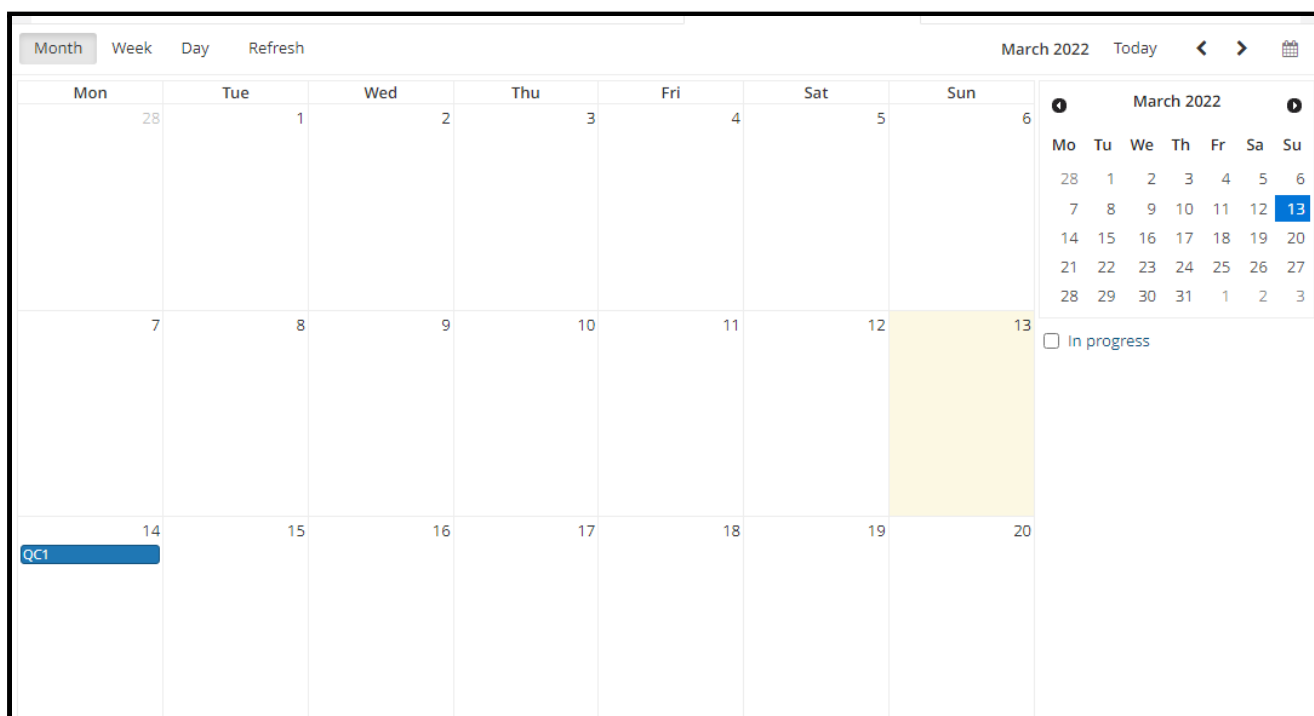 Month Week Day Refresh March 2022 Today
Mon Tue Wed Thu Fri Sat Sun
28 1 2 3 4 5 6
7 8 9 10 11 12 13
14 15 16 17 18 19 20
QC1
March 2022
Mo Tu We Th Fr Sa Su
28 1 2 3 4 5 6
7 8 9 10 11 12 13
14 15 16 17 18 19 20
21 22 23 24 25 26 27
28 29 30 31 1 2 3
In progress